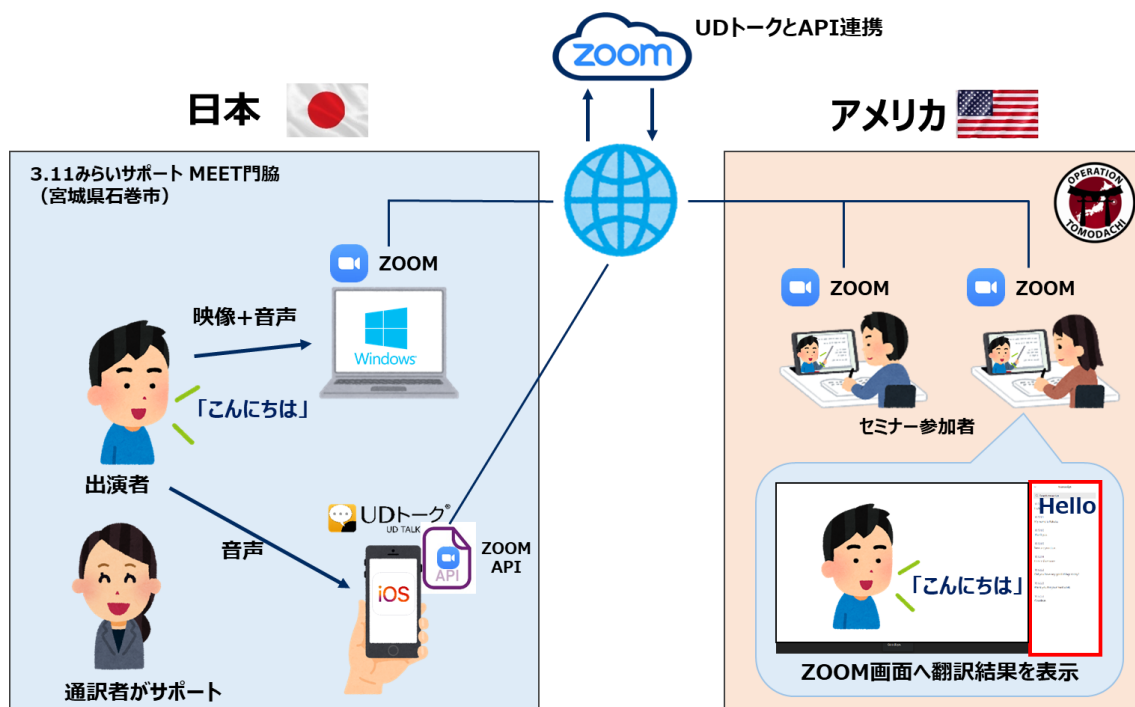 zoom
UDトークとAPI連携
日本
アメリカ
3.11みらいサポート MEET門脇
（宮城県石巻市）
OPERATION
TOMODACHI
ZOOM
ZOOM
ZOOM
映像+音声
Windows
「こんにちは」
出演者
セミナー参加者
Hello
UDトーク®
UD TALK
音声
ZOOM
API
API
iOS
「こんにちは」
通訳者がサポート
ZOOM画面へ翻訳結果を表示